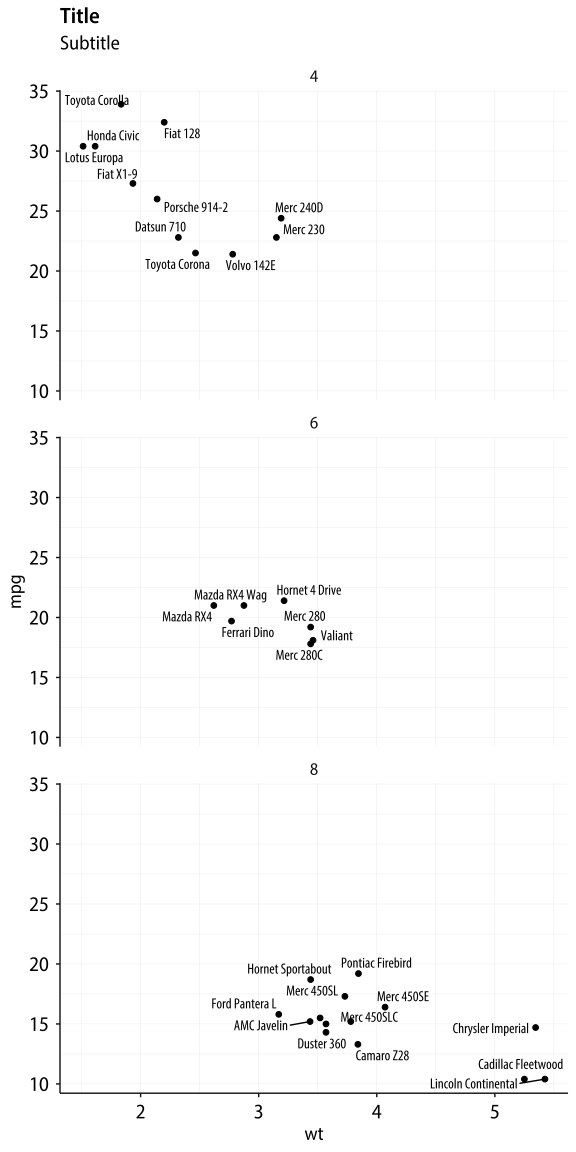 Title
Subtitle
4
35
Toyota Corolla
Fiat 128
30
Honda Civic
Lotus Europa
Fiat X1-9
25
Porsche 914-2
Merc 240D
Datsun 710
Merc 230
20
Toyota Corona
Volvo 142E
15
10
6
35
30
25
mpg
20
Mazda RX4 Wag
Hornet 4 Drive
Mazda RX4
Merc 280
Ferrari Dino
Valiant
Merc 280C
15
10
8
35
30
25
20
Hornet Sportabout
Pontiac Firebird
Merc 450SL
Merc 450SE
Ford Pantera L
15
AMC Javelin
Merc 450SLC
Chrysler Imperial
Duster 360
Camaro Z28
10
Cadillac Fleetwood
Lincoln Continental
2 3 4 5
wt